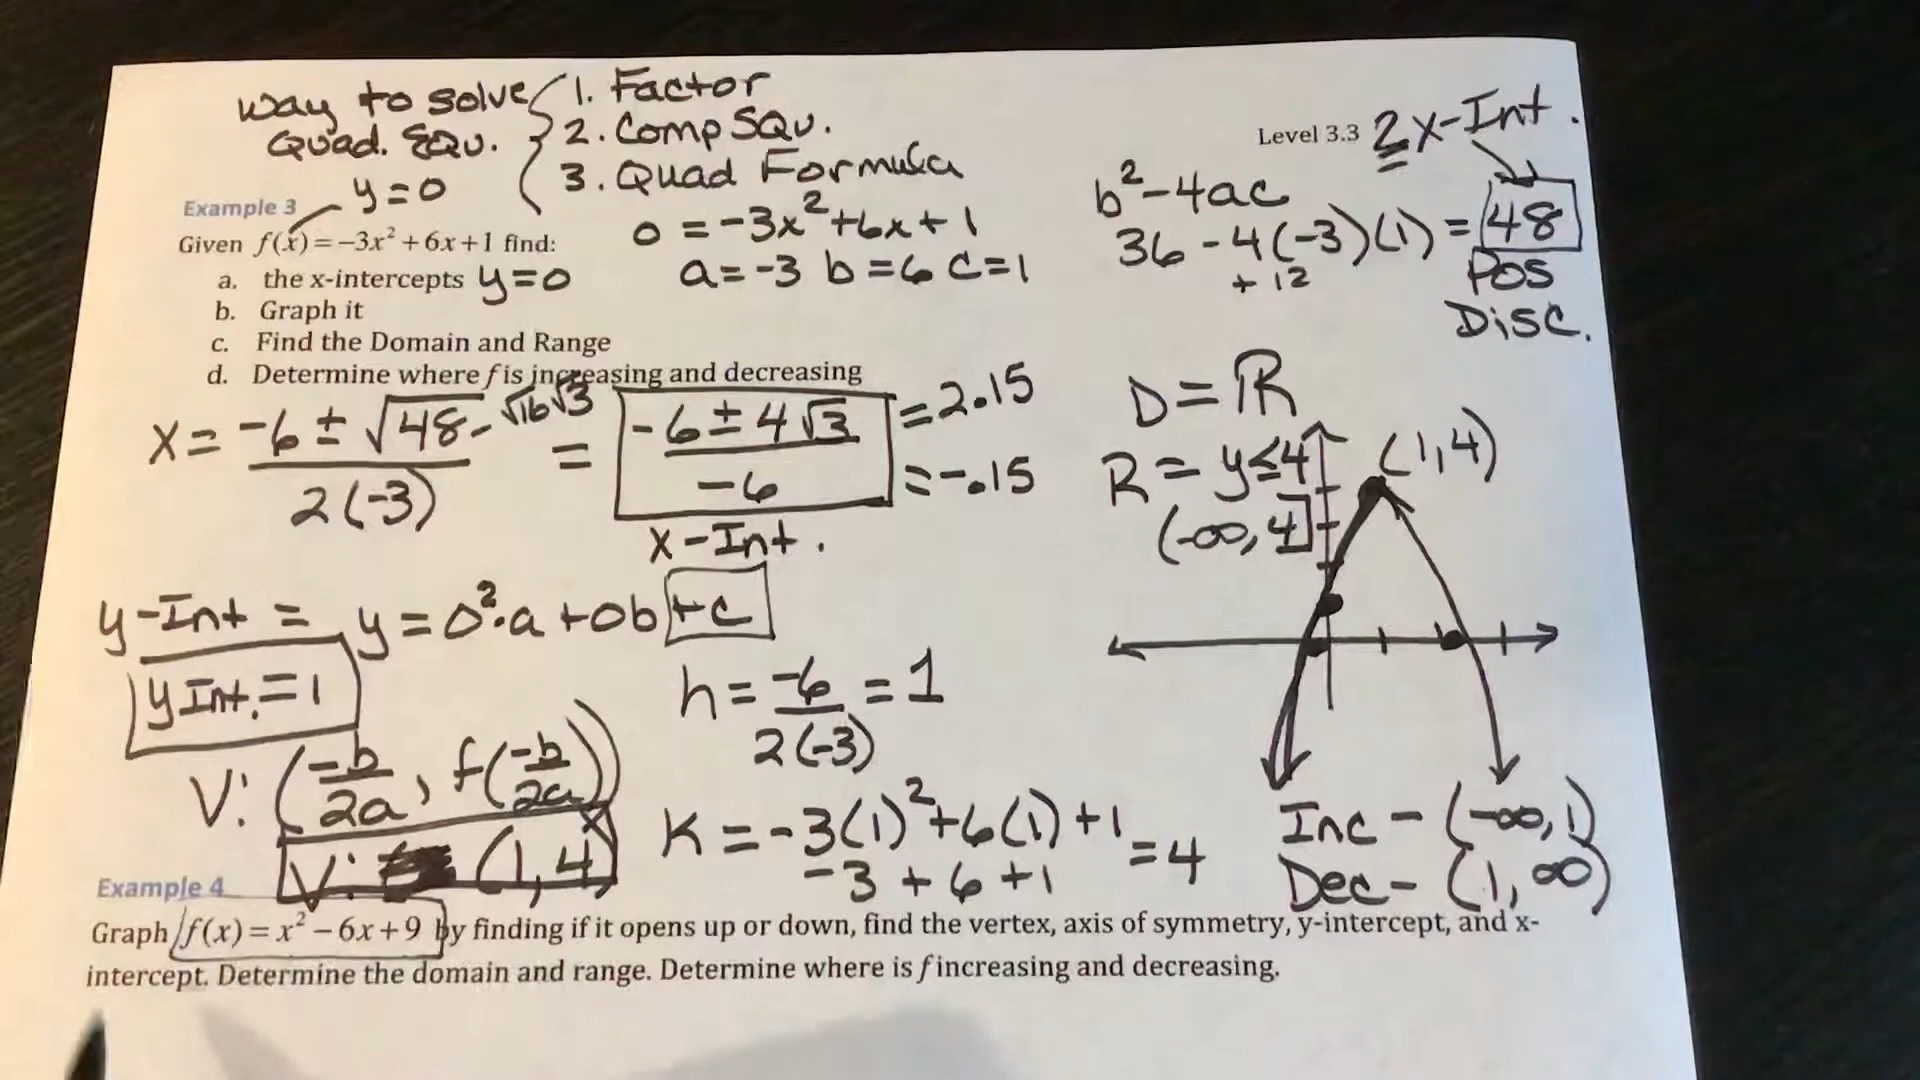 way to solve
Quad. EQU.
1. Factor
2. Comp SQU.
3. Quad Formula
Level 3.3
2 x-Int.
Example 3
y=0
Given f(x) = −3x² + 6x + 1 find:
a. the x-intercepts y=0
b. Graph it
c. Find the Domain and Range
d. Determine where f is increasing and decreasing
0 = -3x²+6x+1
a=-3 b=6 c=1
b²-4ac
36 - 4(-3)(1) = 48
+12
Pos
Disc.
x = (-6 ± √48)/(2(-3)) √16√3 = (-6±4√3)/(-6) =2.15
=-.15
x-Int.
D = ℝ
R = y≤4
(-∞,4]
(1,4)
y-Int = y = 0²·a + 0b +c
y Int. = 1
h = -6/(2(-3)) = 1
V: (-b/2a, f(-b/2a))
V: (1,4)
K = -3(1)²+6(1)+1 = 4
-3 + 6 + 1
Inc - (-∞,1)
Dec - (1,∞)
Example 4
Graph f(x) = x² − 6x + 9 by finding if it opens up or down, find the vertex, axis of symmetry, y-intercept, and x-
intercept. Determine the domain and range. Determine where is f increasing and decreasing.